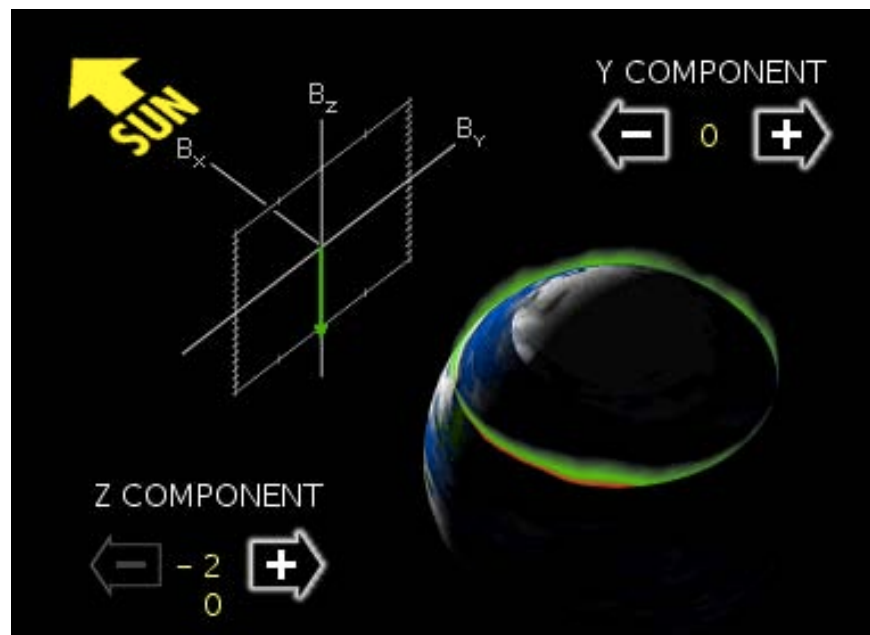 SUN
B_Z
B_X
B_Y
Y COMPONENT
− 0 +
Z COMPONENT
− - 2 +
0